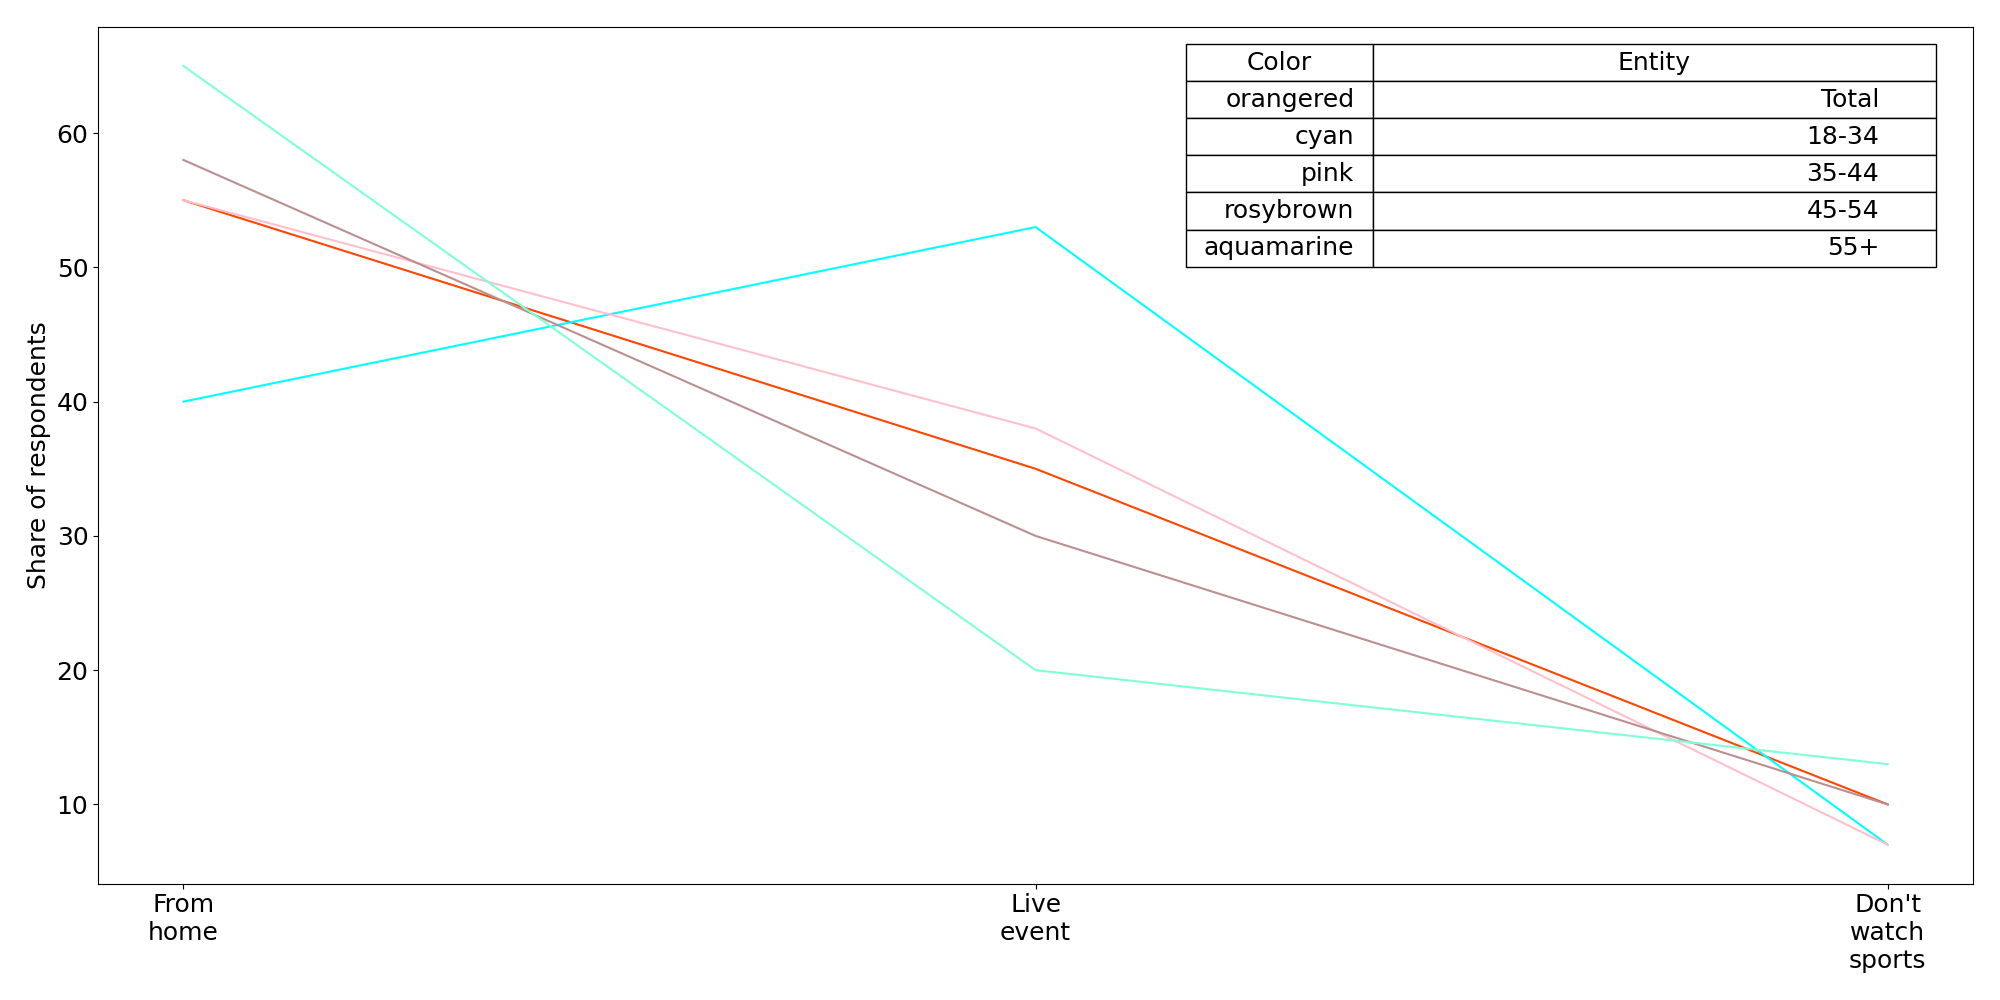 Color Entity
orangered Total
cyan 18-34
pink 35-44
rosybrown 45-54
aquamarine 55+
Share of respondents
60
50
40
30
20
10
From
home
Live
event
Don't
watch
sports